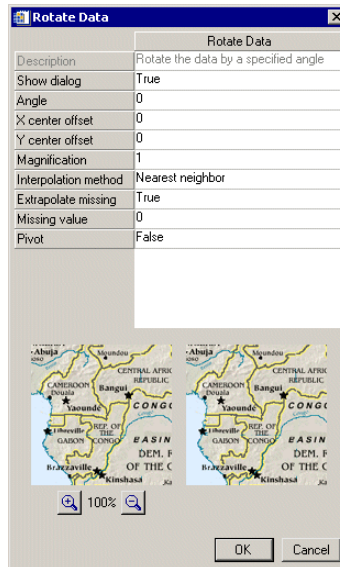 Rotate Data
Rotate Data
Description Rotate the data by a specified angle
Show dialog True
Angle 0
X center offset 0
Y center offset 0
Magnification 1
Interpolation method Nearest neighbor
Extrapolate missing True
Missing value 0
Pivot False
Abuja Moundou
CENTRAL AFRIC
REPUBLIC
CAMEROON
Douala Bangui
Yaoundé CONGO
Libreville REP. OF THE CONGO
GABON BASIN
DEM. R
Brazzaville OF THE C
Kinshasa
Abuja Moundou
CENTRAL AFRIC
REPUBLIC
CAMEROON
Douala Bangui
Yaoundé CONGO
Libreville REP. OF THE CONGO
GABON BASIN
DEM. R
Brazzaville OF THE C
Kinshasa
100%
OK Cancel